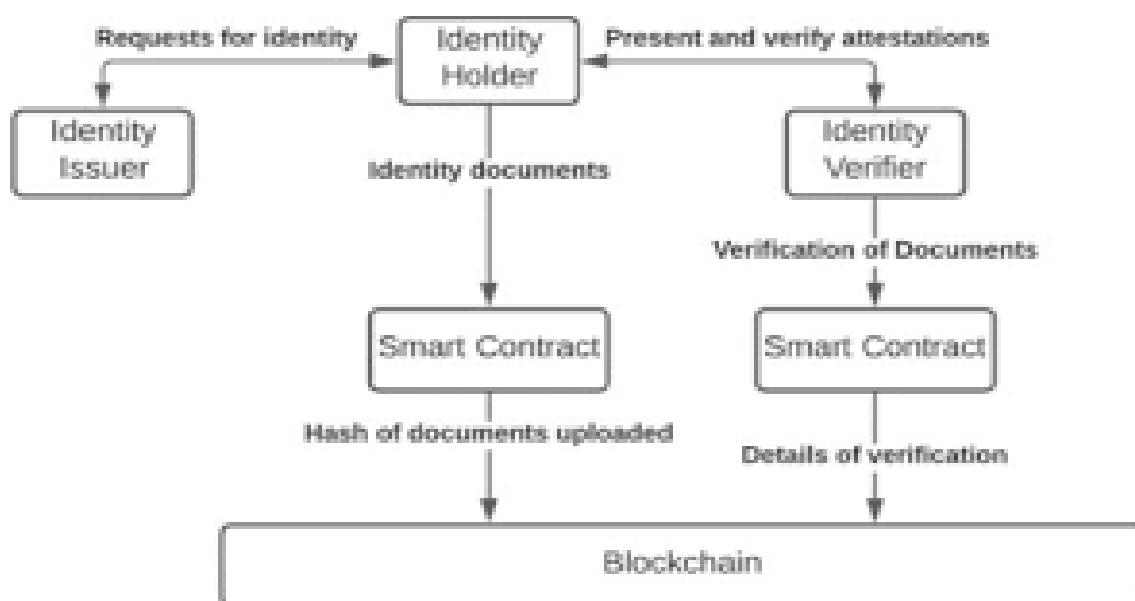 Requests for identity
Identity
Holder
Present and verify attestations
Identity
Issuer
Identity documents
Identity
Verifier
Verification of Documents
Smart Contract
Smart Contract
Hash of documents uploaded
Details of verification
Blockchain